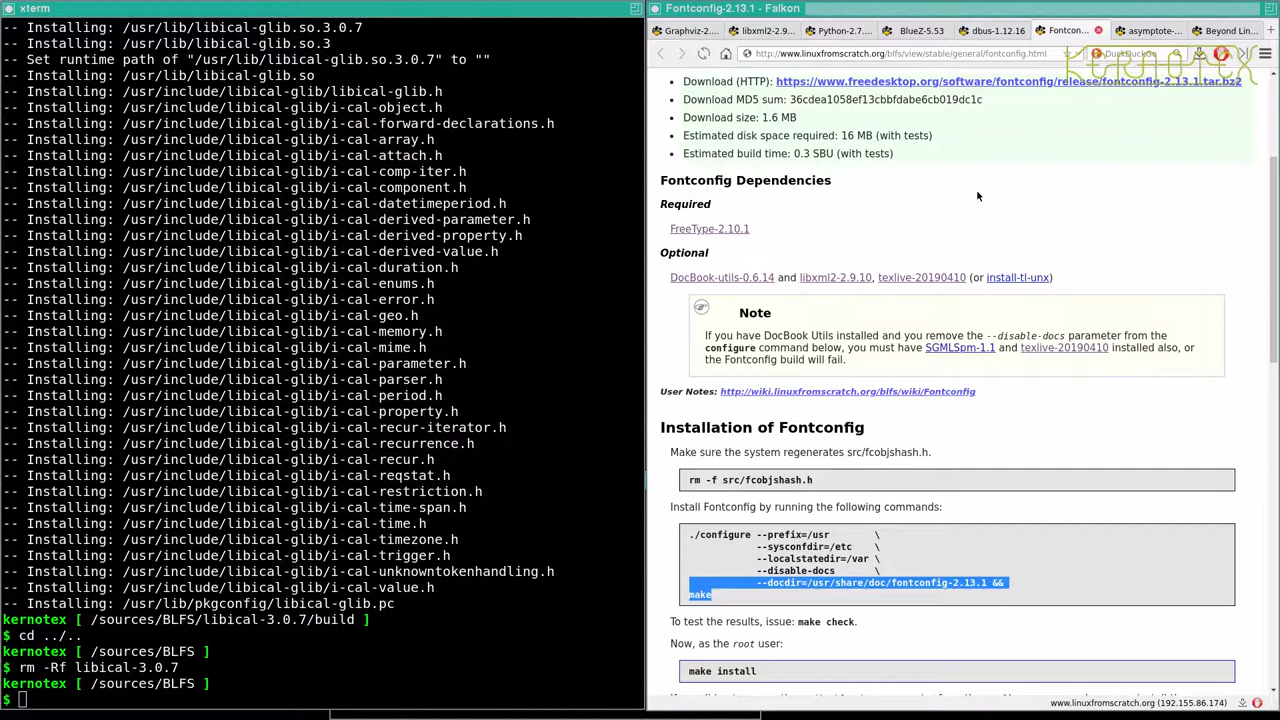 xterm
-- Installing: /usr/lib/libical-glib.so.3.0.7
-- Installing: /usr/lib/libical-glib.so.3
-- Set runtime path of "/usr/lib/libical-glib.so.3.0.7" to ""
-- Installing: /usr/lib/libical-glib.so
-- Installing: /usr/include/libical-glib/libical-glib.h
-- Installing: /usr/include/libical-glib/i-cal-object.h
-- Installing: /usr/include/libical-glib/i-cal-forward-declarations.h
-- Installing: /usr/include/libical-glib/i-cal-array.h
-- Installing: /usr/include/libical-glib/i-cal-attach.h
-- Installing: /usr/include/libical-glib/i-cal-comp-iter.h
-- Installing: /usr/include/libical-glib/i-cal-component.h
-- Installing: /usr/include/libical-glib/i-cal-datetimeperiod.h
-- Installing: /usr/include/libical-glib/i-cal-derived-parameter.h
-- Installing: /usr/include/libical-glib/i-cal-derived-property.h
-- Installing: /usr/include/libical-glib/i-cal-derived-value.h
-- Installing: /usr/include/libical-glib/i-cal-duration.h
-- Installing: /usr/include/libical-glib/i-cal-enums.h
-- Installing: /usr/include/libical-glib/i-cal-error.h
-- Installing: /usr/include/libical-glib/i-cal-geo.h
-- Installing: /usr/include/libical-glib/i-cal-memory.h
-- Installing: /usr/include/libical-glib/i-cal-mime.h
-- Installing: /usr/include/libical-glib/i-cal-parameter.h
-- Installing: /usr/include/libical-glib/i-cal-parser.h
-- Installing: /usr/include/libical-glib/i-cal-period.h
-- Installing: /usr/include/libical-glib/i-cal-property.h
-- Installing: /usr/include/libical-glib/i-cal-recur-iterator.h
-- Installing: /usr/include/libical-glib/i-cal-recurrence.h
-- Installing: /usr/include/libical-glib/i-cal-recur.h
-- Installing: /usr/include/libical-glib/i-cal-reqstat.h
-- Installing: /usr/include/libical-glib/i-cal-restriction.h
-- Installing: /usr/include/libical-glib/i-cal-time-span.h
-- Installing: /usr/include/libical-glib/i-cal-time.h
-- Installing: /usr/include/libical-glib/i-cal-timezone.h
-- Installing: /usr/include/libical-glib/i-cal-trigger.h
-- Installing: /usr/include/libical-glib/i-cal-unknowntokenhandling.h
-- Installing: /usr/include/libical-glib/i-cal-value.h
-- Installing: /usr/lib/pkgconfig/libical-glib.pc
kernotex [ /sources/BLFS/libical-3.0.7/build ]
$ cd ../..
kernotex [ /sources/BLFS ]
$ rm -Rf libical-3.0.7
kernotex [ /sources/BLFS ]
$
Fontconfig-2.13.1 - Falkon
Graphviz-2.... libxml2-2.9... Python-2.7.... BlueZ-5.53 dbus-1.12.16 Fontcon... asymptote-... Beyond Lin...
http://www.linuxfromscratch.org/blfs/view/stable/general/fontconfig.html DuckDuckGo
KERNOTEX
Download (HTTP): https://www.freedesktop.org/software/fontconfig/release/fontconfig-2.13.1.tar.bz2
Download MD5 sum: 36cdea1058ef13cbbfdabe6cb019dc1c
Download size: 1.6 MB
Estimated disk space required: 16 MB (with tests)
Estimated build time: 0.3 SBU (with tests)
Fontconfig Dependencies
Required
FreeType-2.10.1
Optional
DocBook-utils-0.6.14 and libxml2-2.9.10, texlive-20190410 (or install-tl-unx)
Note
If you have DocBook Utils installed and you remove the --disable-docs parameter from the
configure command below, you must have SGMLSpm-1.1 and texlive-20190410 installed also, or
the Fontconfig build will fail.
User Notes: http://wiki.linuxfromscratch.org/blfs/wiki/Fontconfig
Installation of Fontconfig
Make sure the system regenerates src/fcobjshash.h.
rm -f src/fcobjshash.h
Install Fontconfig by running the following commands:
./configure --prefix=/usr \
--sysconfdir=/etc \
--localstatedir=/var \
--disable-docs \
--docdir=/usr/share/doc/fontconfig-2.13.1 &&
make
To test the results, issue: make check.
Now, as the root user:
make install
www.linuxfromscratch.org (192.155.86.174)